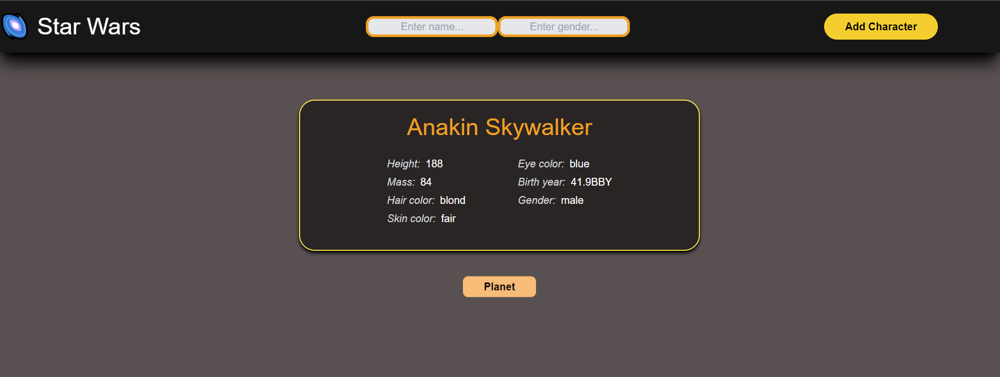 Star Wars
Enter name...
Enter gender...
Add Character
Anakin Skywalker
Height: 188
Mass: 84
Hair color: blond
Skin color: fair
Eye color: blue
Birth year: 41.9BBY
Gender: male
Planet